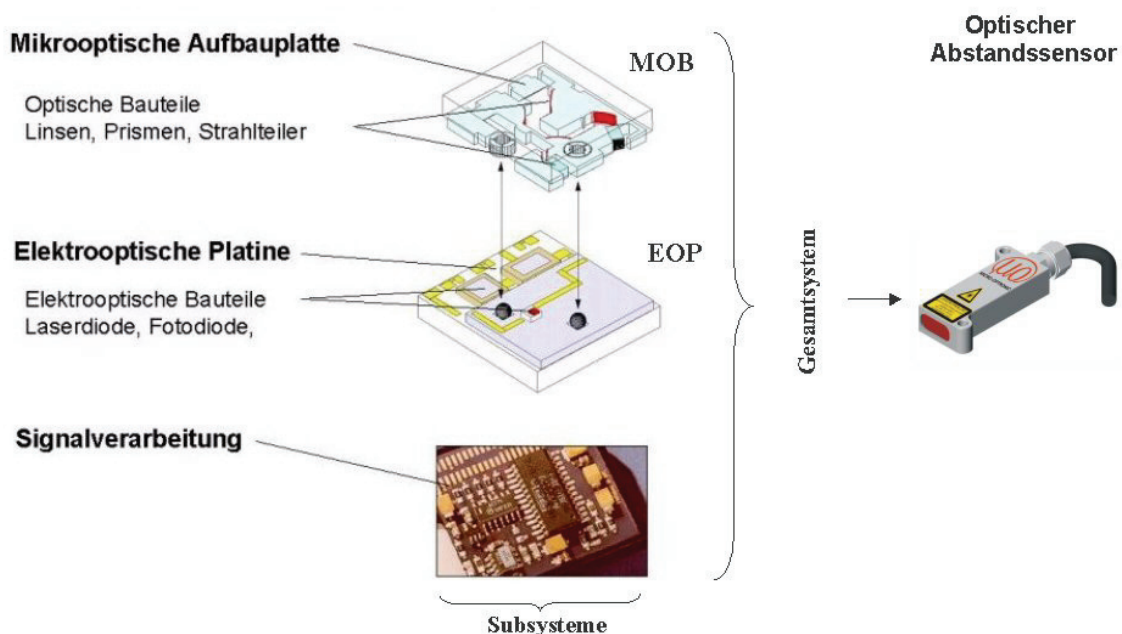 Mikrooptische Aufbauplatte
MOB
Optische Bauteile
Linsen, Prismen, Strahlteiler
Elektrooptische Platine
EOP
Elektrooptische Bauteile
Laserdiode, Fotodiode,
Signalverarbeitung
Subsysteme
Gesamtsystem
Optischer
Abstandssensor